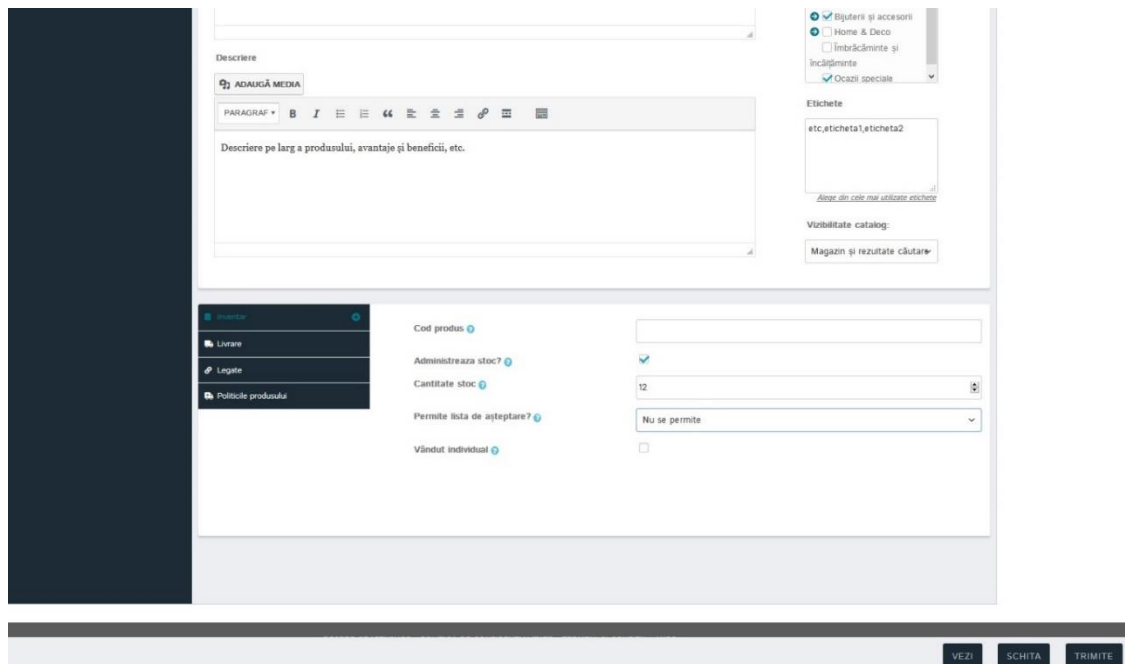 Bijuterii și accesorii
Home & Deco
Îmbrăcăminte și
încălțăminte
Ocazii speciale
Descriere
ADAUGĂ MEDIA
PARAGRAF
B I
Descriere pe larg a produsului, avantaje și beneficii, etc.
Etichete
etc,eticheta1,eticheta2
Alege din cele mai utilizate etichete
Vizibilitate catalog:
Magazin și rezultate căutare
Inventar
Livrare
Legate
Politicile produsului
Cod produs
Administreaza stoc?
Cantitate stoc
12
Permite lista de așteptare?
Nu se permite
Vândut individual
VEZI
SCHITA
TRIMITE